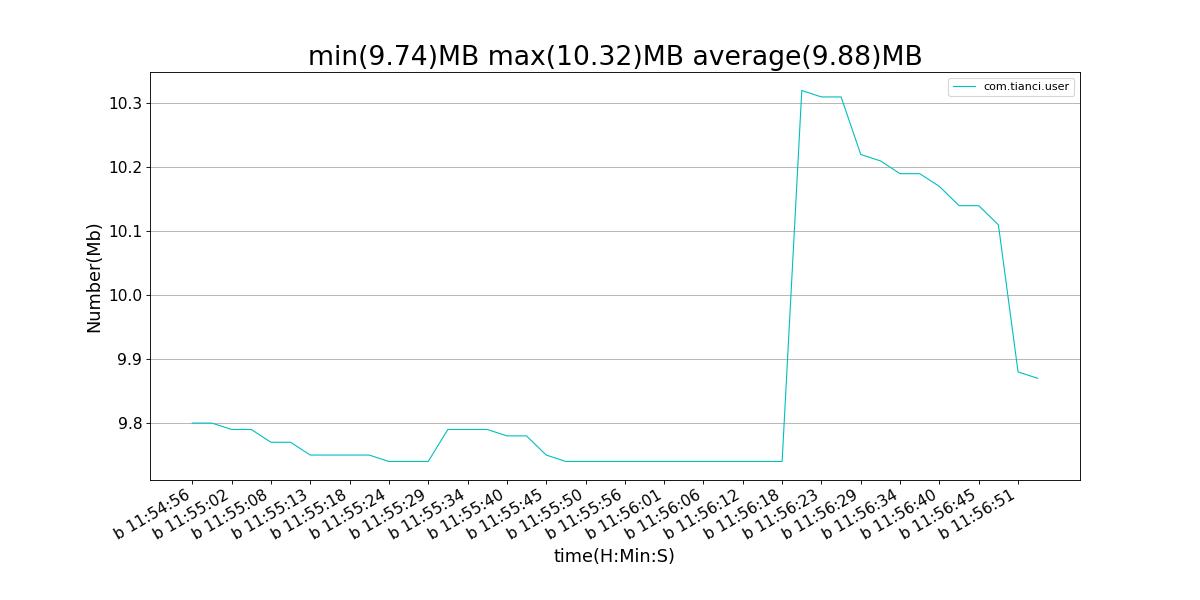 min(9.74)MB max(10.32)MB average(9.88)MB
com.tianci.user
10.3
10.2
10.1
10.0
9.9
9.8
Number(Mb)
b 11:54:56
b 11:55:02
b 11:55:08
b 11:55:13
b 11:55:18
b 11:55:24
b 11:55:29
b 11:55:34
b 11:55:40
b 11:55:45
b 11:55:50
b 11:55:56
b 11:56:01
b 11:56:06
b 11:56:12
b 11:56:18
b 11:56:23
b 11:56:29
b 11:56:34
b 11:56:40
b 11:56:45
b 11:56:51
time(H:Min:S)